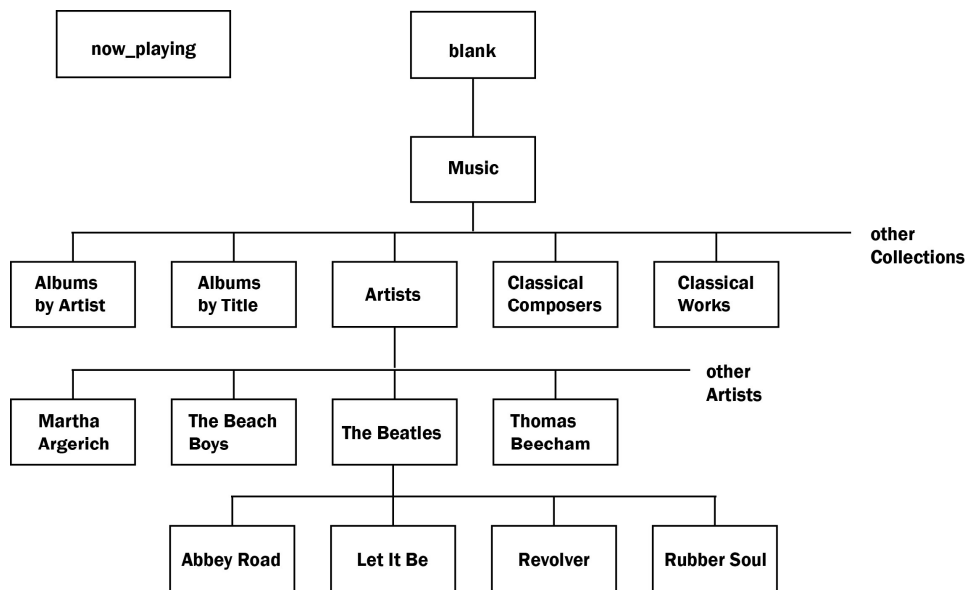 now_playing
blank
Music
other
Collections
Albums
by Artist
Albums
by Title
Artists
Classical
Composers
Classical
Works
other
Artists
Martha
Argerich
The Beach
Boys
The Beatles
Thomas
Beecham
Abbey Road
Let It Be
Revolver
Rubber Soul